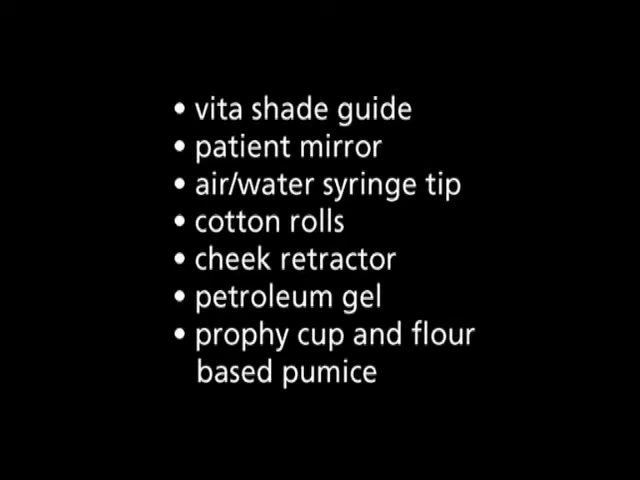 • vita shade guide
• patient mirror
• air/water syringe tip
• cotton rolls
• cheek retractor
• petroleum gel
• prophy cup and flour
based pumice